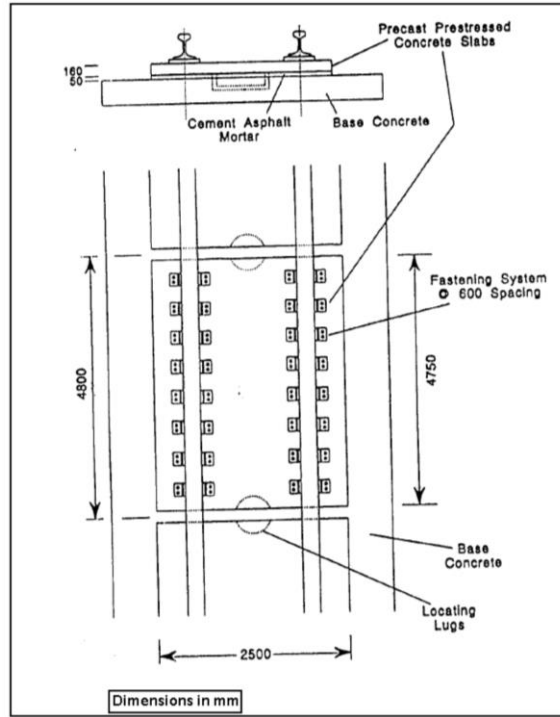 Precast Prestressed
Concrete Slabs
160
50
Cement Asphalt
Mortar
Base Concrete
Fastening System
@ 600 Spacing
4800
4750
Base
Concrete
Locating
Lugs
2500
Dimensions in mm